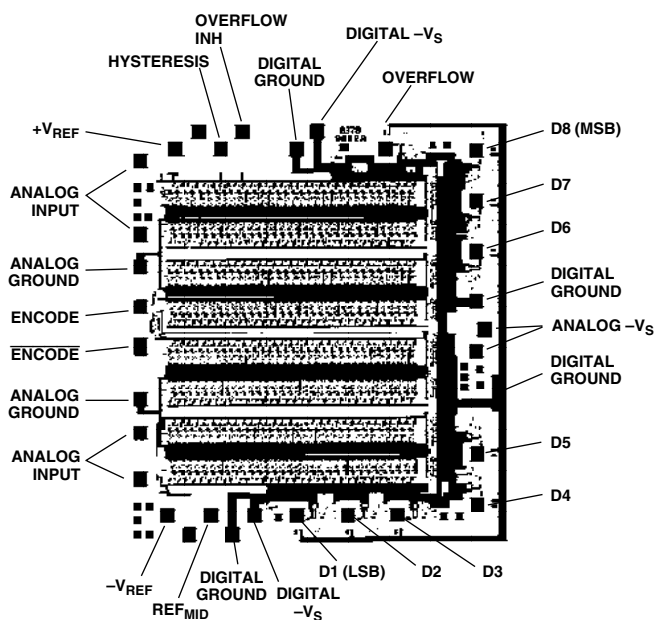 OVERFLOW
INH
DIGITAL –VS
HYSTERESIS
DIGITAL
GROUND
OVERFLOW
+VREF
D8 (MSB)
ANALOG
INPUT
D7
D6
ANALOG
GROUND
DIGITAL
GROUND
ENCODE
ANALOG –VS
ENCODE
DIGITAL
GROUND
ANALOG
GROUND
D5
ANALOG
INPUT
D4
–VREF
REFMID
DIGITAL
GROUND
DIGITAL
–VS
D1 (LSB)
D2
D3